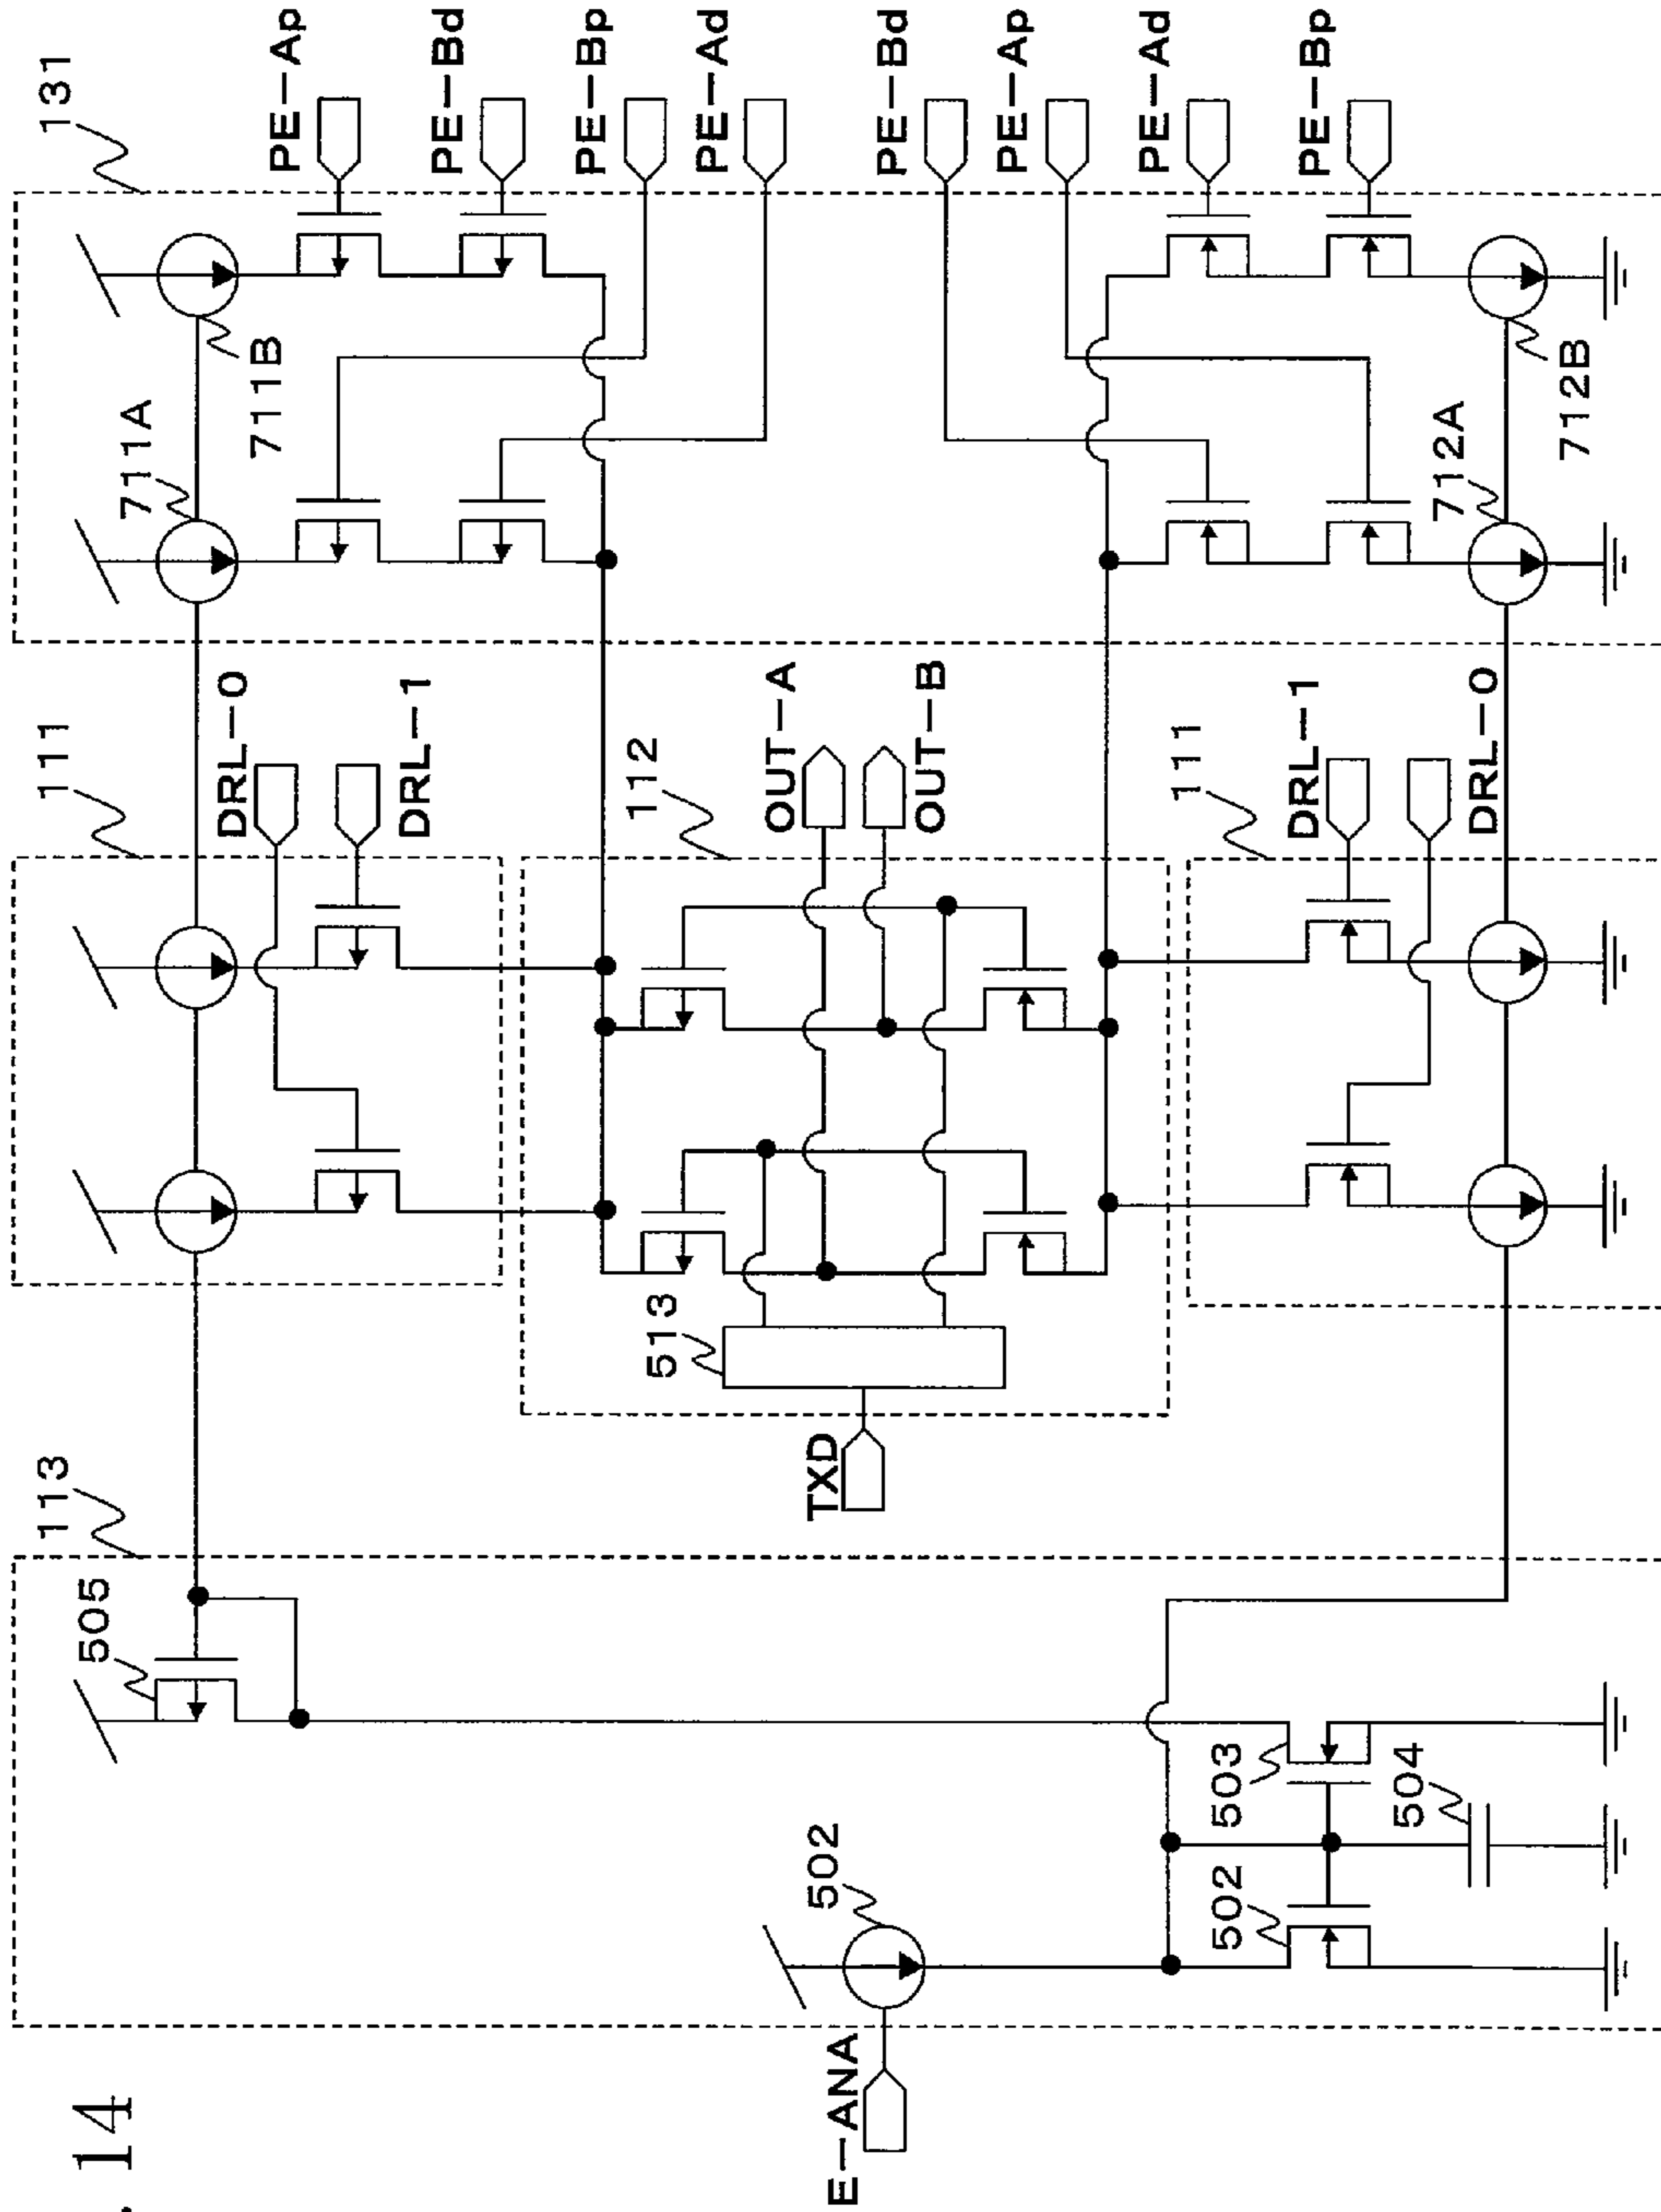 . 14
113
111
131
505
711A
711B
DRL-0
DRL-1
PE-Ap
PE-Bd
PE-Bp
PE-Ad
112
513
TXD
OUT-A
OUT-B
E-ANA
502
502
503
504
111
DRL-1
DRL-0
PE-Bd
PE-Ap
PE-Ad
PE-Bp
712A
712B